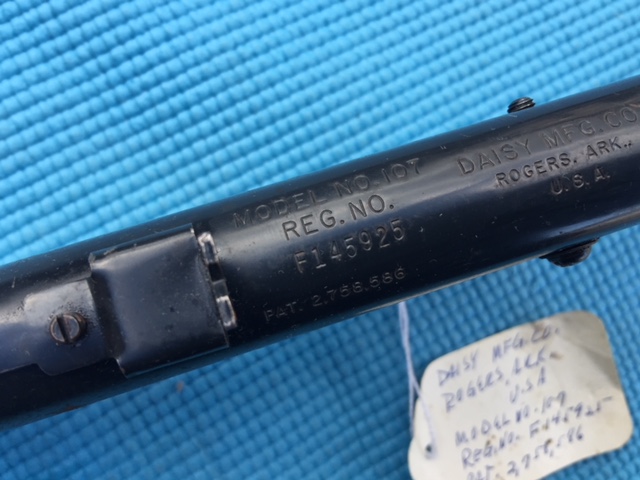 MODEL NO. 107
REG. NO.
F145925
PAT. 2,758,586
DAISY MFG. CO.
ROGERS, ARK.,
U.S.A.
DAISY MFG. CO.
ROGERS, ARK.
U.S.A
MODEL NO. 107
REG. NO. F145925
PAT. 2,758,586